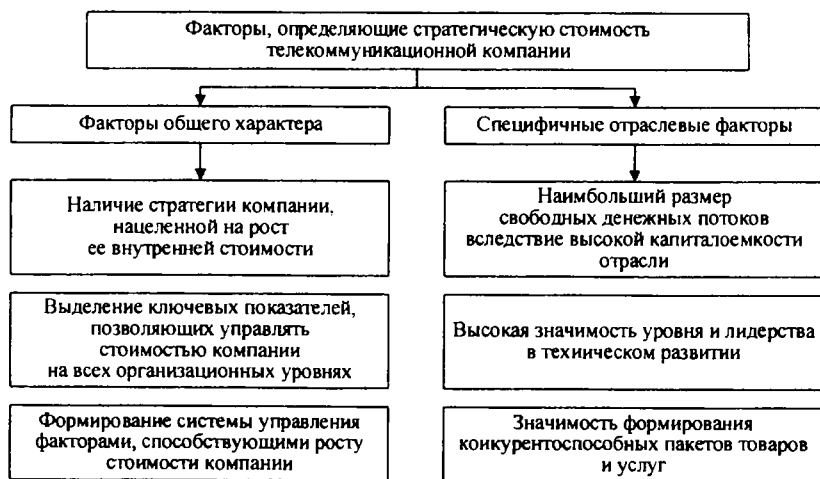 Факторы, определяющие стратегическую стоимость
телекоммуникационной компании
Факторы общего характера
Специфичные отраслевые факторы
Наличие стратегии компании,
нацеленной на рост
ее внутренней стоимости
Наимбольший размер
свободных денежных потоков
вследствие высокой капиталоемкости
отрасли
Выделение ключевых показателей,
позволяющих управлять
стоимостью компании
на всех организационных уровнях
Высокая значимость уровня и лидерства
в техническом развитии
Формирование системы управления
факторами, способствующими росту
стоимости компании
Значимость формирования
конкурентоспособных пакетов товаров
и услуг